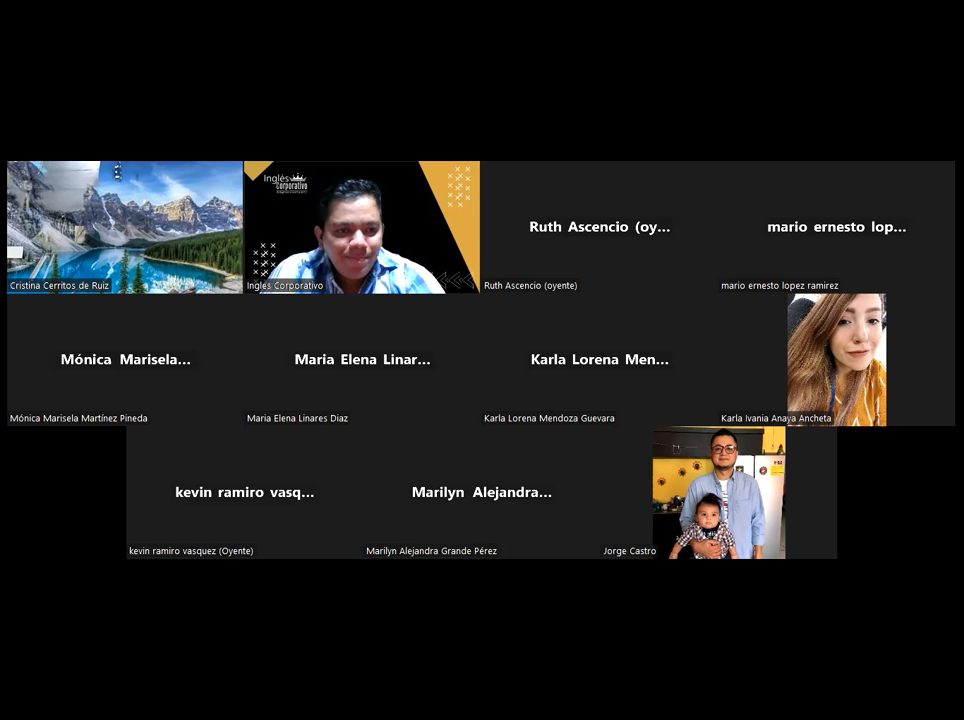 Cristina Cerritos de Ruiz
Inglés
Corporativo
Inglés Corporativo
Ruth Ascencio (oy...
Ruth Ascencio (oyente)
mario ernesto lop...
mario ernesto lopez ramirez
Mónica Marisela...
Mónica Marisela Martínez Pineda
Maria Elena Linar...
Maria Elena Linares Diaz
Karla Lorena Men...
Karla Lorena Mendoza Guevara
Karla Ivania Anaya Ancheta
kevin ramiro vasq...
kevin ramiro vasquez (Oyente)
Marilyn Alejandra...
Marilyn Alejandra Grande Pérez
Jorge Castro